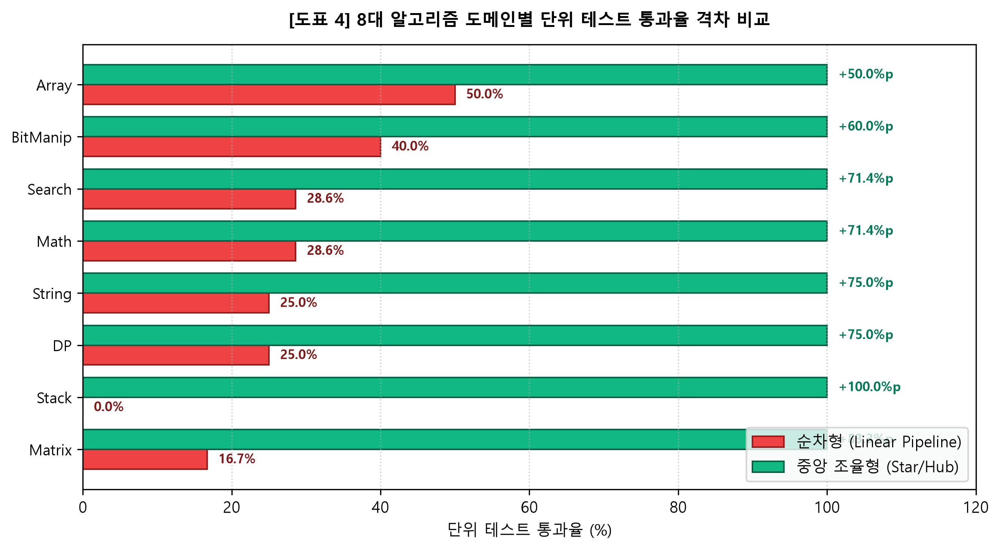 [도표 4] 8대 알고리즘 도메인별 단위 테스트 통과율 격차 비교
Array
+50.0%p
50.0%
BitManip
+60.0%p
40.0%
Search
+71.4%p
28.6%
Math
+71.4%p
28.6%
String
+75.0%p
25.0%
DP
+75.0%p
25.0%
Stack
+100.0%p
0.0%
Matrix
+83.3%p
16.7%
순차형 (Linear Pipeline)
중앙 조율형 (Star/Hub)
0 20 40 60 80 100 120
단위 테스트 통과율 (%)